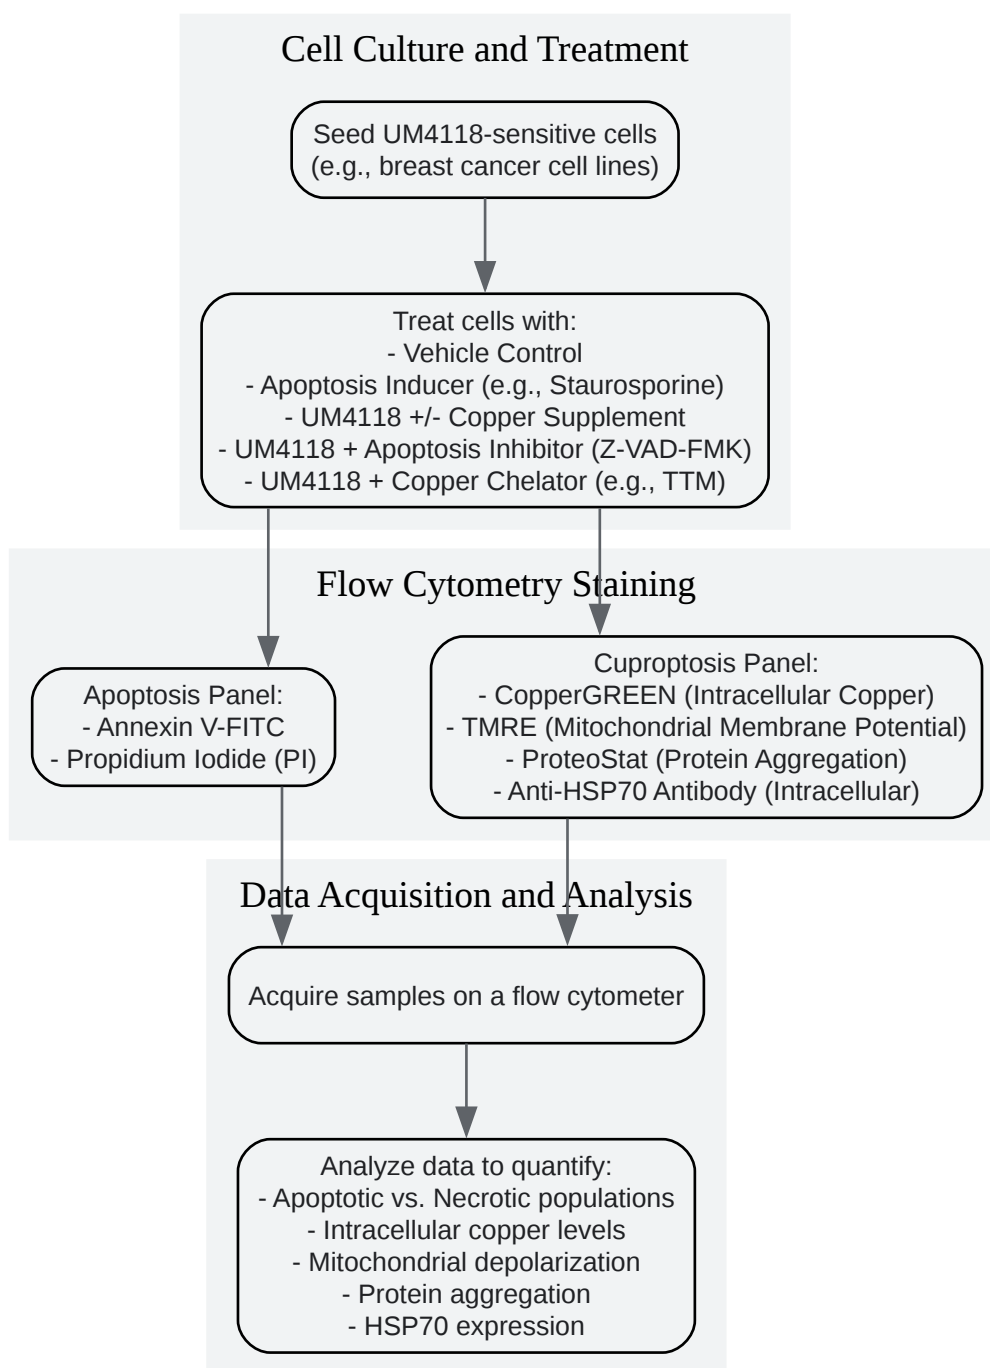 Cell Culture and Treatment
Seed UM4118-sensitive cells
(e.g., breast cancer cell lines)
Treat cells with:
- Vehicle Control
- Apoptosis Inducer (e.g., Staurosporine)
- UM4118 +/- Copper Supplement
- UM4118 + Apoptosis Inhibitor (Z-VAD-FMK)
- UM4118 + Copper Chelator (e.g., TTM)
Flow Cytometry Staining
Apoptosis Panel:
- Annexin V-FITC
- Propidium Iodide (PI)
Cuproptosis Panel:
- CopperGREEN (Intracellular Copper)
- TMRE (Mitochondrial Membrane Potential)
- ProteoStat (Protein Aggregation)
- Anti-HSP70 Antibody (Intracellular)
Data Acquisition and Analysis
Acquire samples on a flow cytometer
Analyze data to quantify:
- Apoptotic vs. Necrotic populations
- Intracellular copper levels
- Mitochondrial depolarization
- Protein aggregation
- HSP70 expression